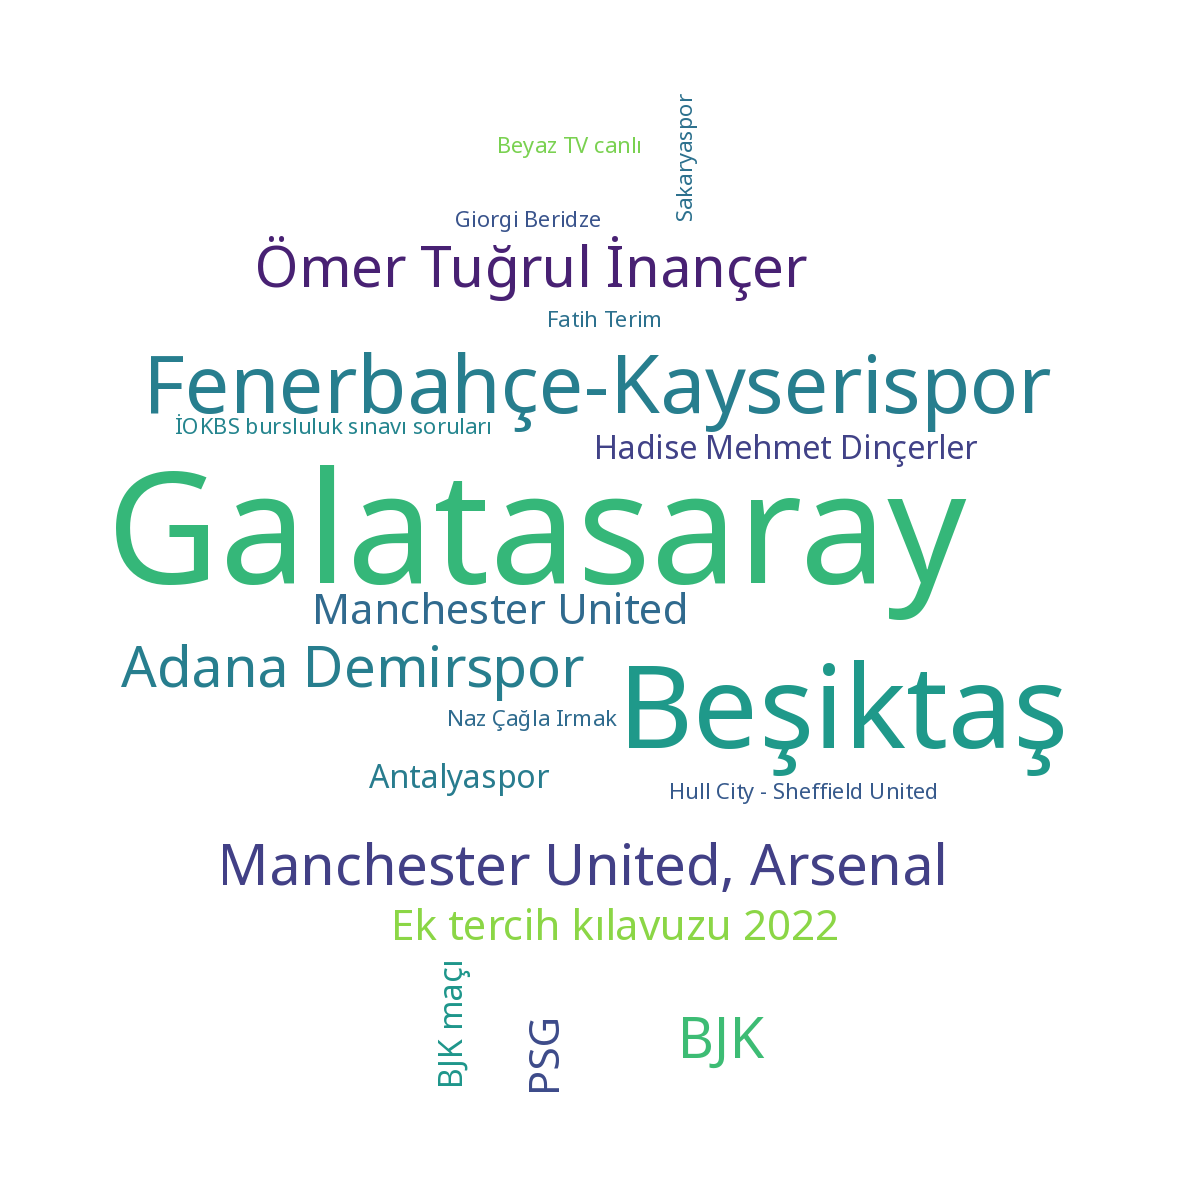 Beyaz TV canlı
Sakaryaspor
Giorgi Beridze
Ömer Tuğrul İnançer
Fatih Terim
Fenerbahçe-Kayserispor
İOKBS bursluluk sınavı soruları
Hadise Mehmet Dinçerler
Galatasaray
Manchester United
Adana Demirspor
Beşiktaş
Naz Çağla Irmak
Antalyaspor
Hull City - Sheffield United
Manchester United, Arsenal
Ek tercih kılavuzu 2022
BJK maçı
PSG
BJK